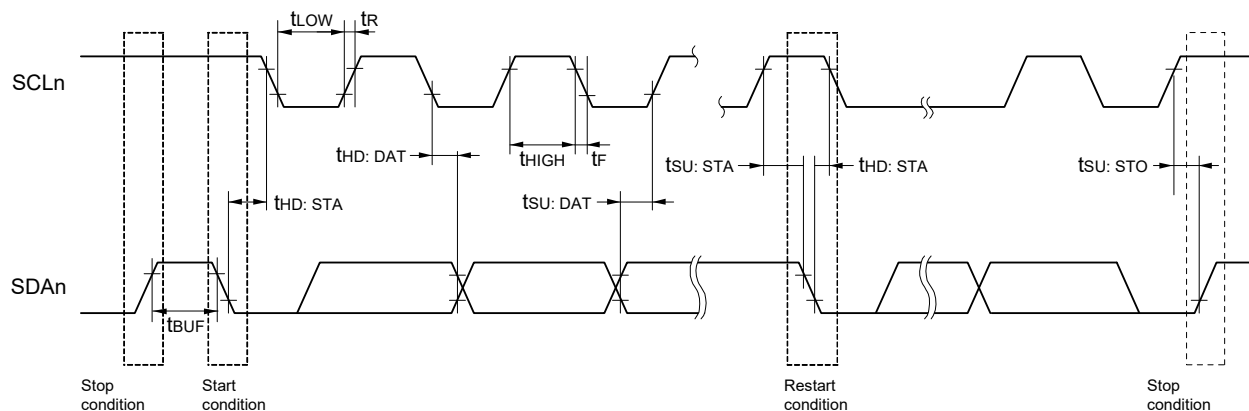 tLOW tR
SCLn
tHD: DAT tHIGH tF tSU: STA tHD: STA tSU: STO
tHD: STA tSU: DAT
SDAn
tBUF
Stop
condition
Start
condition
Restart
condition
Stop
condition